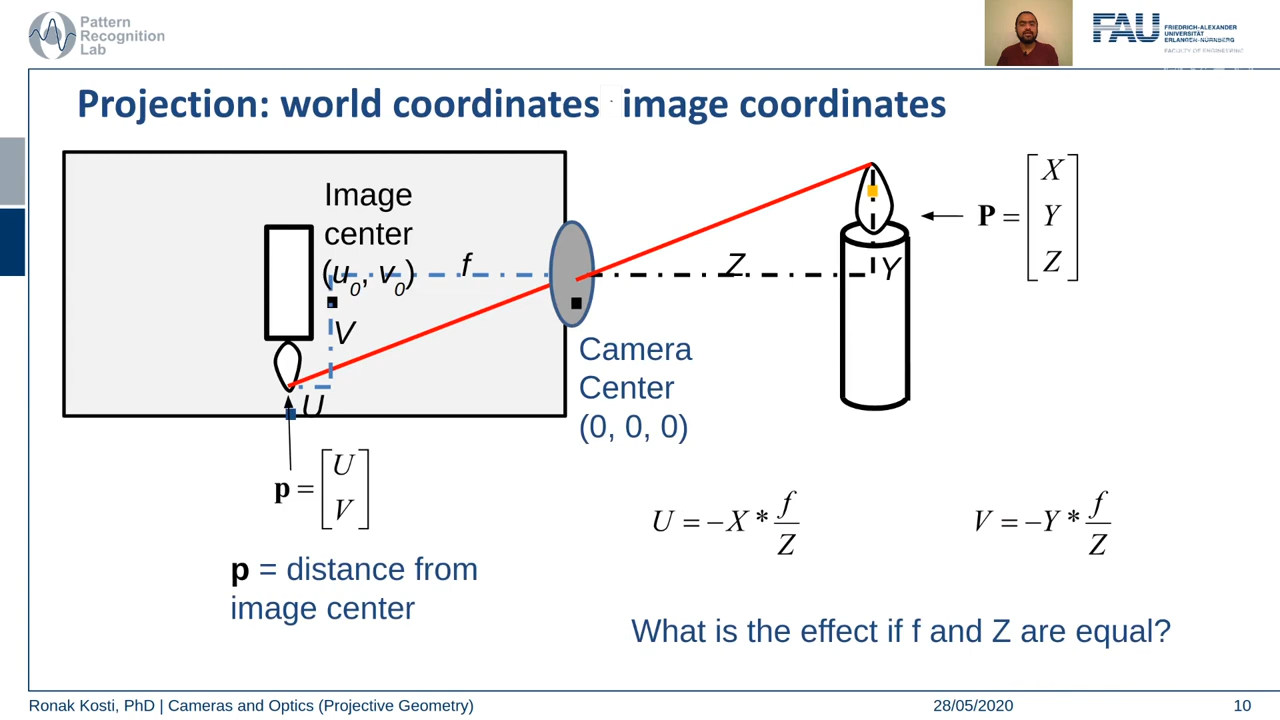 Pattern
Recognition
Lab
FAU
FRIEDRICH-ALEXANDER
UNIVERSITÄT
ERLANGEN-NÜRNBERG
FACULTY OF ENGINEERING
Projection: world coordinates image coordinates
Image
center
(u0, v0)
f
Z
Y
V
U
P = [X Y Z]
Camera
Center
(0, 0, 0)
p = [U V]
U = −X * f/Z
V = −Y * f/Z
p = distance from
image center
What is the effect if f and Z are equal?
Ronak Kosti, PhD | Cameras and Optics (Projective Geometry)
28/05/2020
10